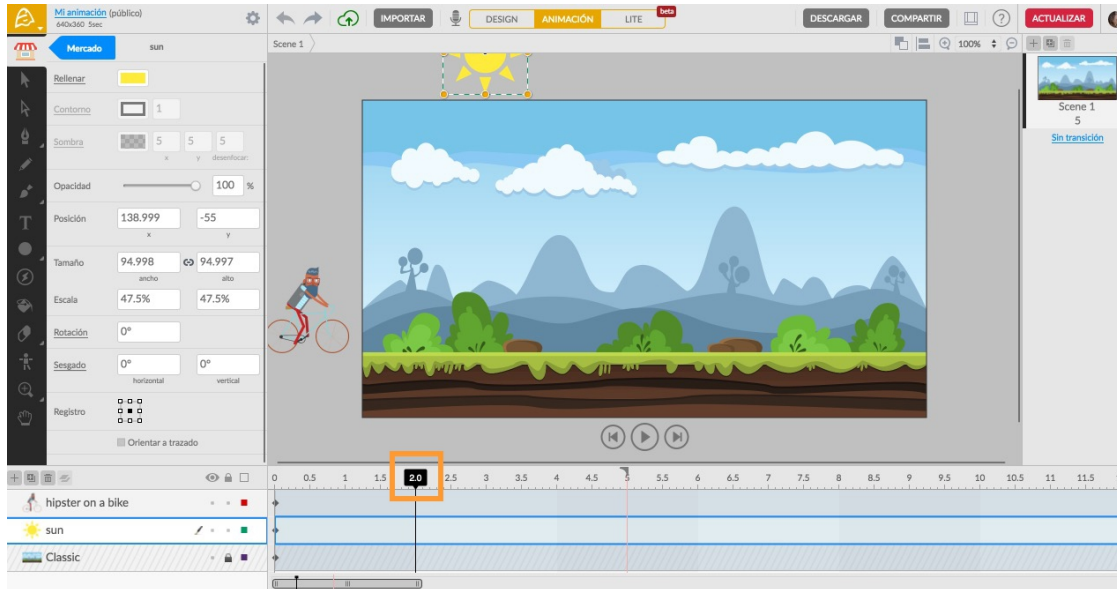 Mi animación (público)
640x360 5sec
IMPORTAR
DESIGN ANIMACIÓN LITE beta
DESCARGAR COMPARTIR ? ACTUALIZAR
Mercado sun
Scene 1
100%
Rellenar
Contorno 1
Sombra 5 5 5
x y desenfocar:
Opacidad 100 %
Posición 138.999 -55
x y
Tamaño 94.998 94.997
ancho alto
Escala 47.5% 47.5%
Rotación 0°
Sesgado 0° 0°
horizontal vertical
Registro
Orientar a trazado
T
Scene 1
5
Sin transición
0 0.5 1 1.5 2.0 2.5 3 3.5 4 4.5 5 5.5 6 6.5 7 7.5 8 8.5 9 9.5 10 10.5 11 11.5
hipster on a bike
sun
Classic